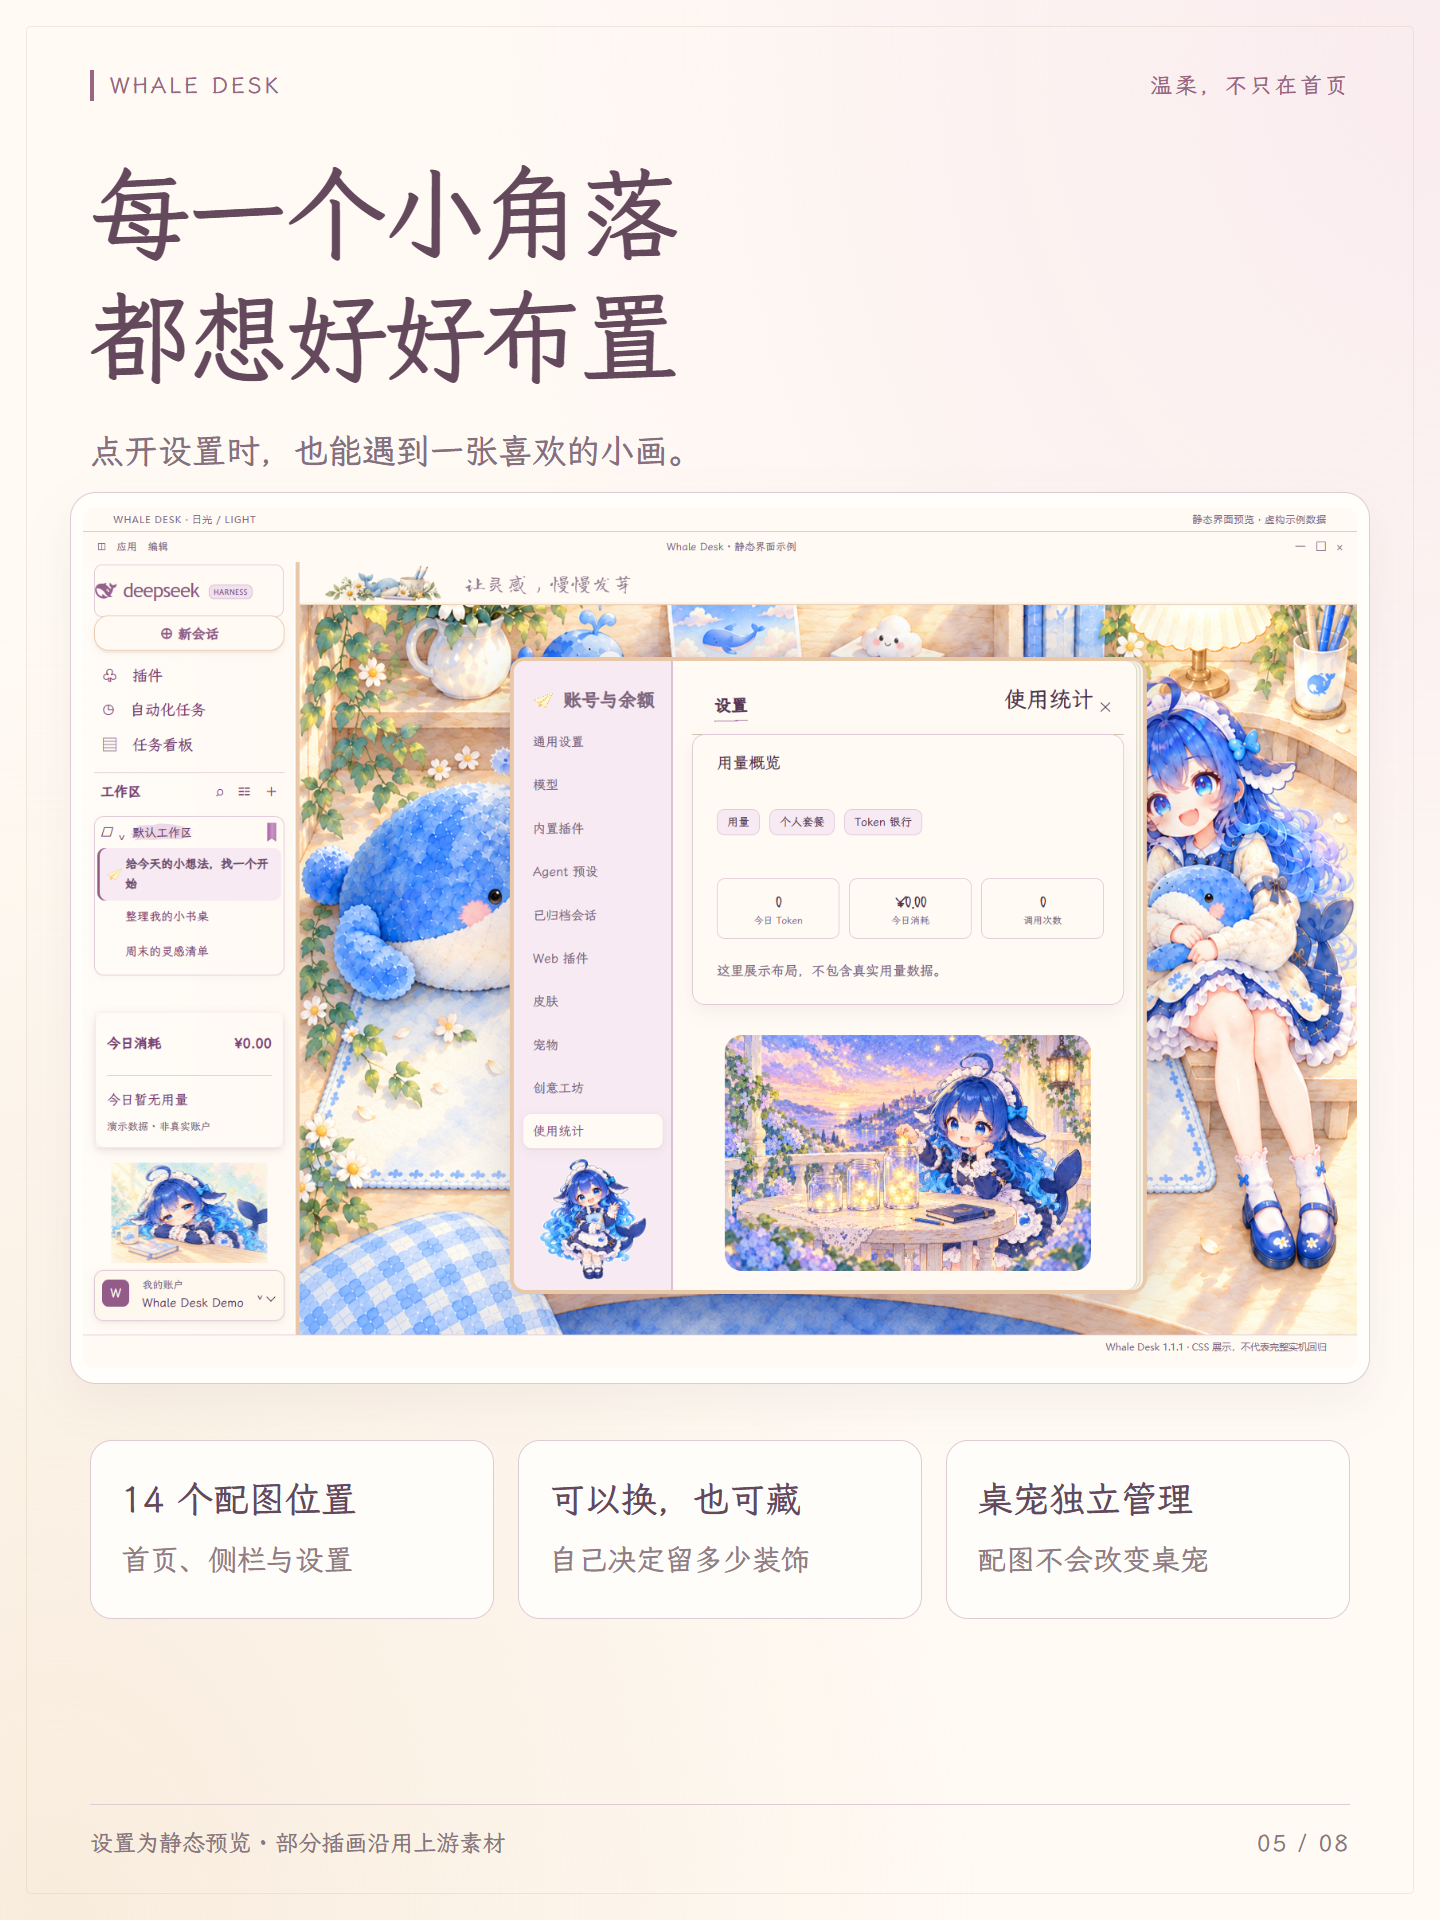 WHALE DESK
温柔，不只在首页
每一个小角落
都想好好布置
点开设置时，也能遇到一张喜欢的小画。
WHALE DESK · 日光 / LIGHT
静态界面预览 · 虚构示例数据
应用 编辑
Whale Desk · 静态界面示例
deepseek HARNESS
让灵感，慢慢发芽
新会话
插件
自动化任务
任务看板
工作区
默认工作区
给今天的小想法，找一个开
始
整理我的小书桌
周末的灵感清单
今日消耗 ¥0.00
今日暂无用量
演示数据 · 非真实账户
W
我的账户
Whale Desk Demo
账号与余额
通用设置
模型
内置插件
Agent 预设
已归档会话
Web 插件
皮肤
宠物
创意工坊
使用统计
设置
使用统计
用量概览
用量 个人套餐 Token 银行
0 ¥0.00 0
今日 Token 今日消耗 调用次数
这里展示布局，不包含真实用量数据。
Whale Desk 1.1.1 · CSS 展示，不代表完整实机回归
14 个配图位置
首页、侧栏与设置
可以换，也可藏
自己决定留多少装饰
桌宠独立管理
配图不会改变桌宠
设置为静态预览 · 部分插画沿用上游素材
05 / 08